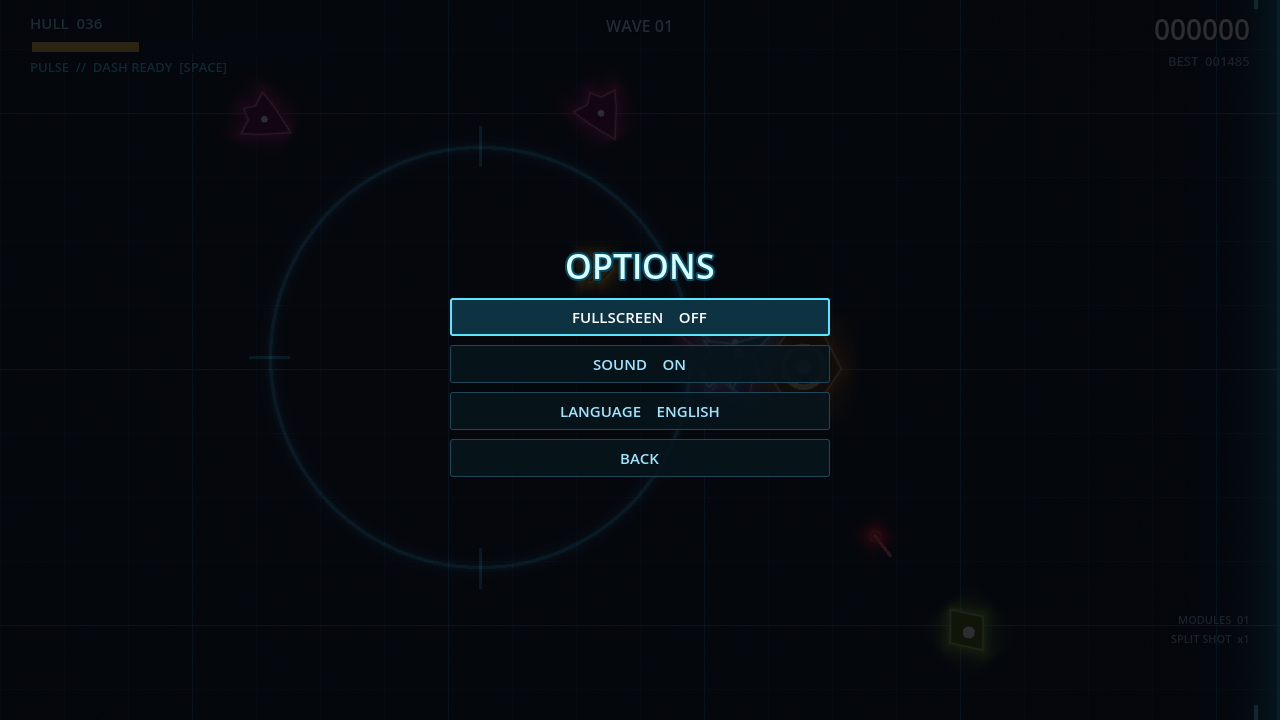 HULL 036
WAVE 01
000000
PULSE // DASH READY [SPACE]
BEST 001485
OPTIONS
FULLSCREEN OFF
SOUND ON
LANGUAGE ENGLISH
BACK
MODULES 01
SPLIT SHOT x1